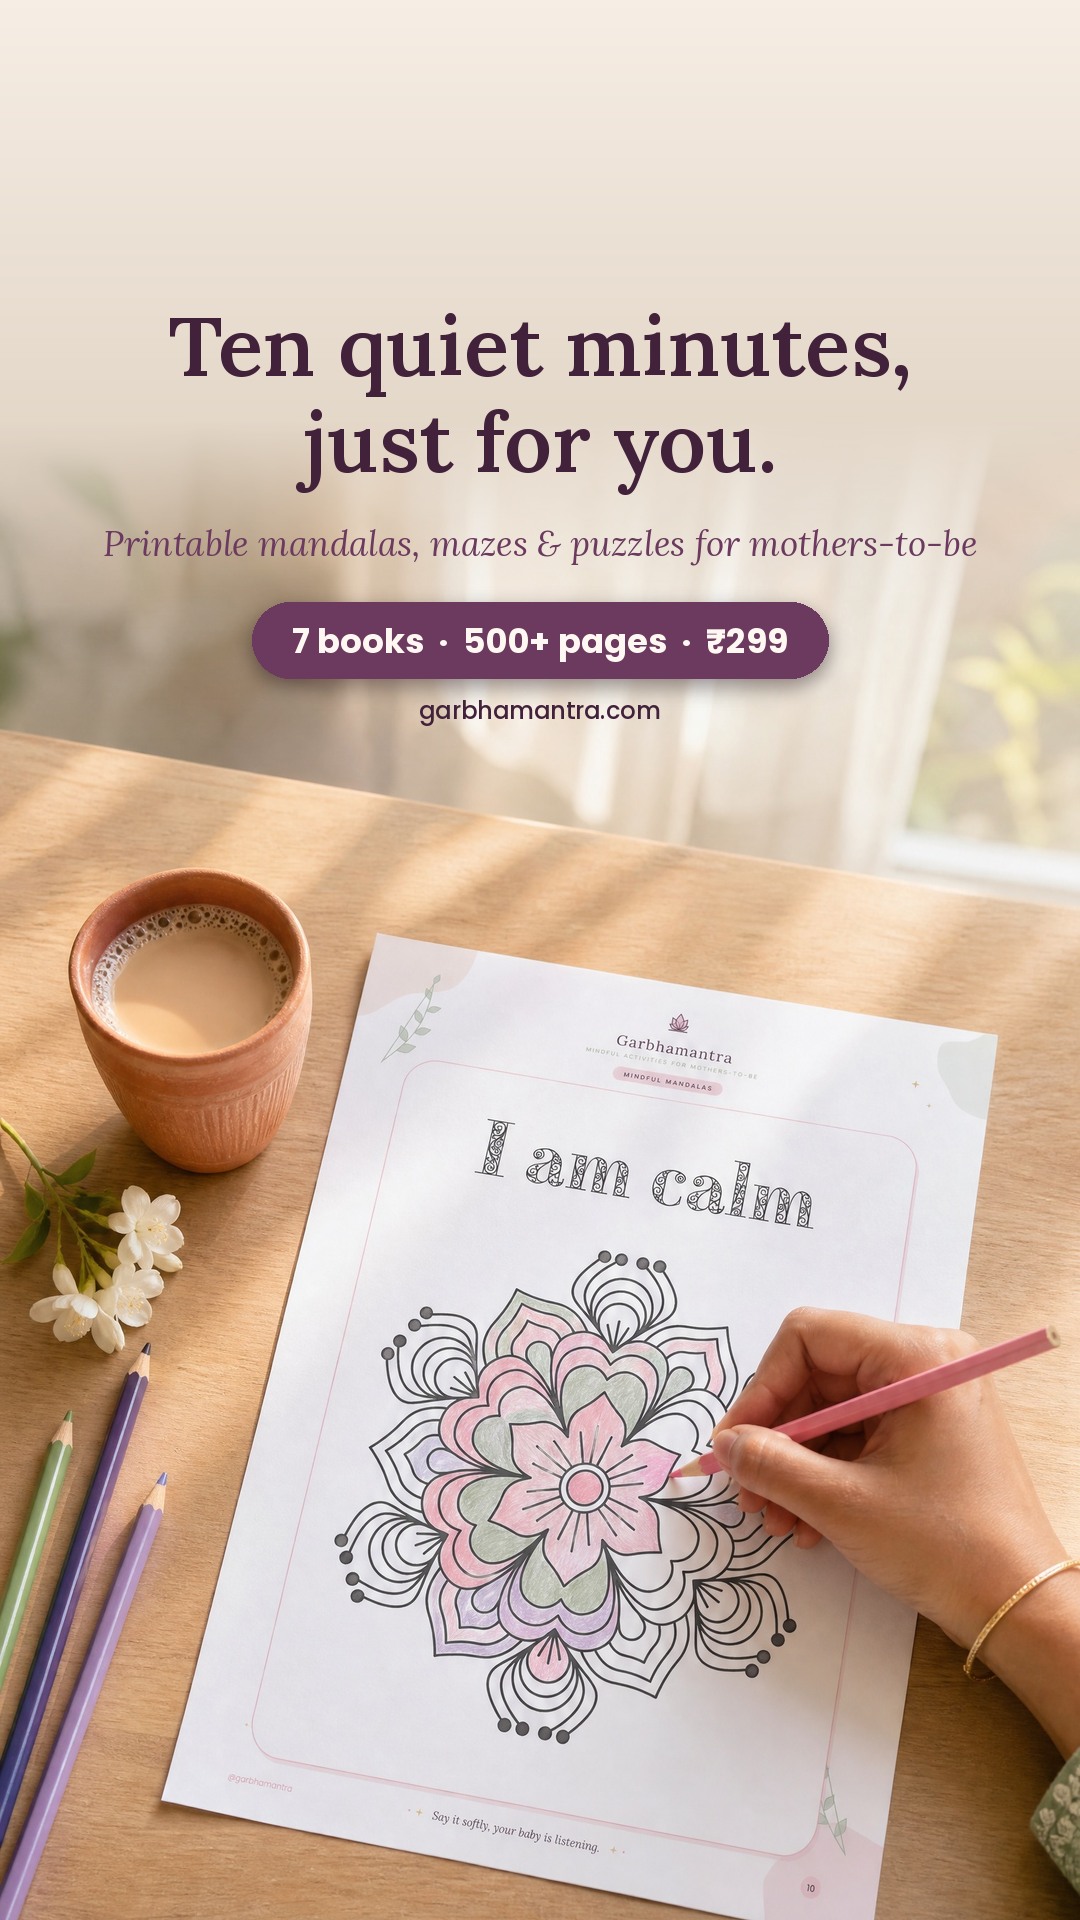 Ten quiet minutes,
just for you.
Printable mandalas, mazes & puzzles for mothers-to-be
7 books · 500+ pages · ₹299
garbhamantra.com
Garbhamantra
MINDFUL ACTIVITIES FOR MOTHERS-TO-BE
MINDFUL MANDALAS
I am calm
@garbhamantra
Say it softly, your baby is listening.
10